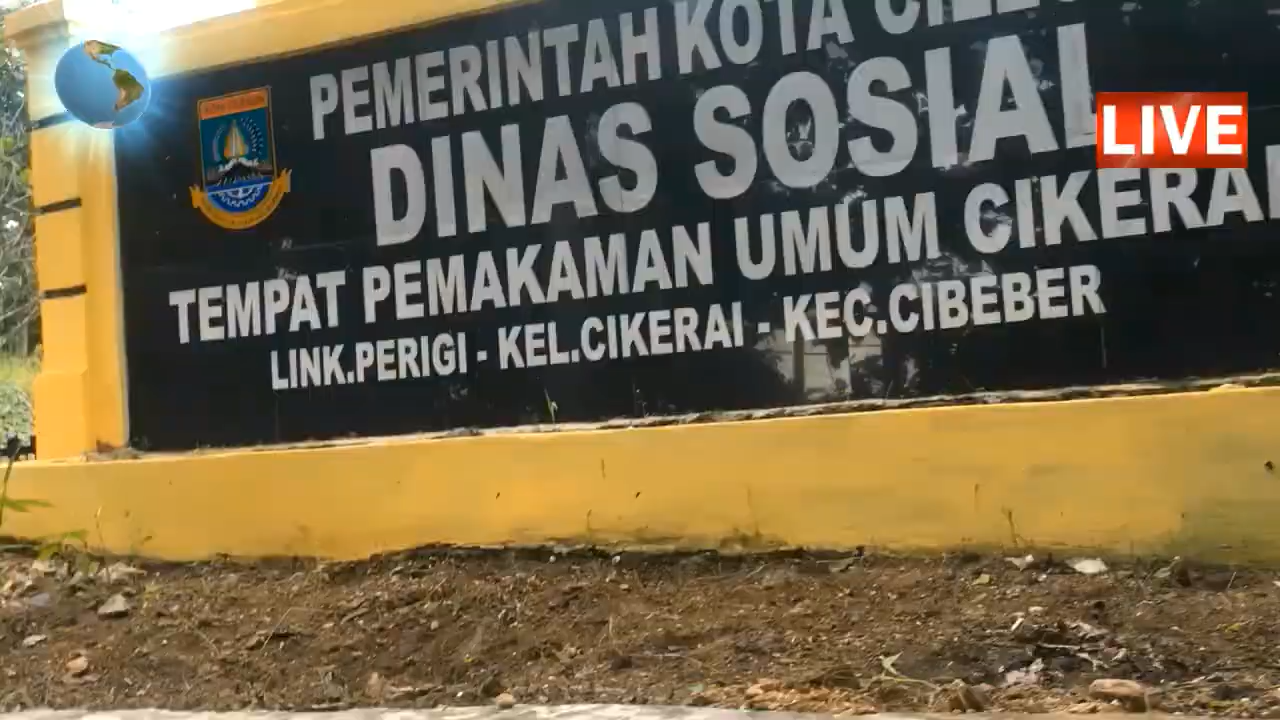 PEMERINTAH KOTA
DINAS SOSIAL
LIVE
TEMPAT PEMAKAMAN UMUM CIKERAI
LINK.PERIGI - KEL.CIKERAI - KEC.CIBEBER